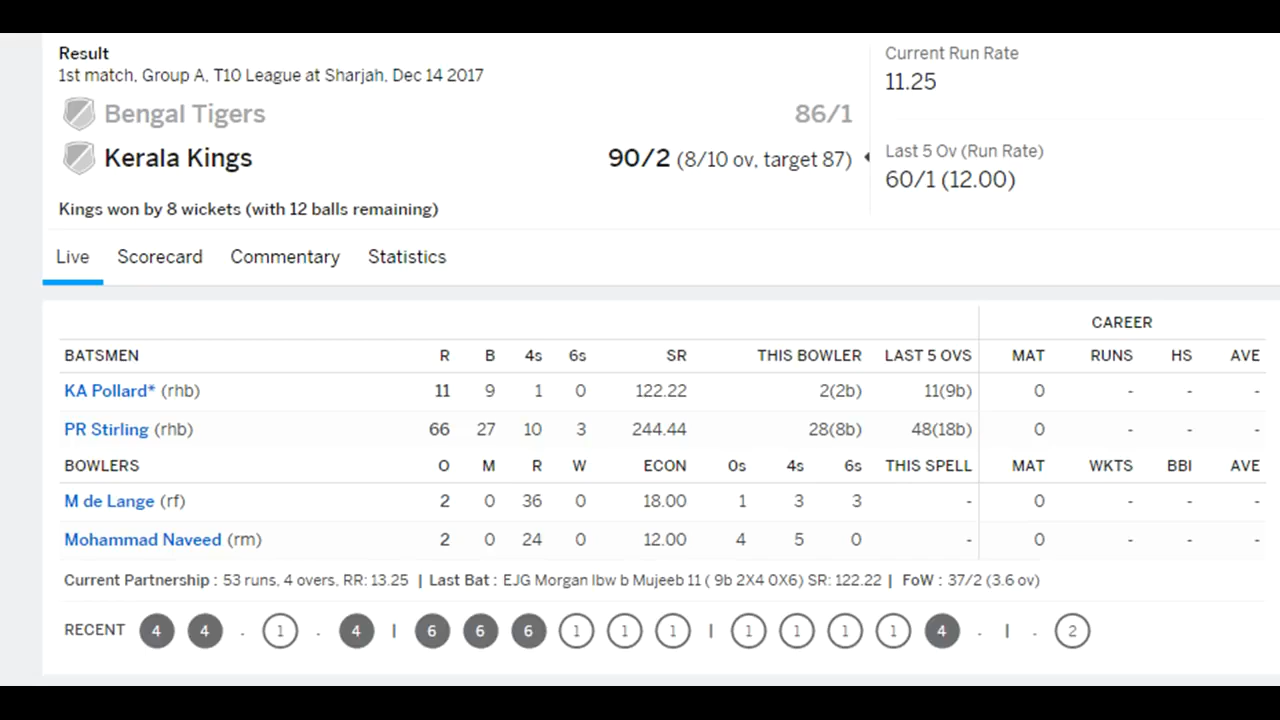 Result
1st match, Group A, T10 League at Sharjah, Dec 14 2017
Bengal Tigers 86/1
Kerala Kings 90/2 (8/10 ov, target 87)
Kings won by 8 wickets (with 12 balls remaining)
Current Run Rate
11.25
Last 5 Ov (Run Rate)
60/1 (12.00)
Live Scorecard Commentary Statistics
CAREER
BATSMEN R B 4s 6s SR THIS BOWLER LAST 5 OVS MAT RUNS HS AVE
KA Pollard* (rhb) 11 9 1 0 122.22 2(2b) 11(9b) 0 - - -
PR Stirling (rhb) 66 27 10 3 244.44 28(8b) 48(18b) 0 - - -
BOWLERS O M R W ECON 0s 4s 6s THIS SPELL MAT WKTS BBI AVE
M de Lange (rf) 2 0 36 0 18.00 1 3 3 - 0 - - -
Mohammad Naveed (rm) 2 0 24 0 12.00 4 5 0 - 0 - - -
Current Partnership : 53 runs, 4 overs, RR: 13.25 | Last Bat : EJG Morgan lbw b Mujeeb 11 ( 9b 2X4 0X6) SR: 122.22 | FoW : 37/2 (3.6 ov)
RECENT 4 4 . 1 . 4 | 6 6 6 1 1 1 | 1 1 1 1 4 . | . 2